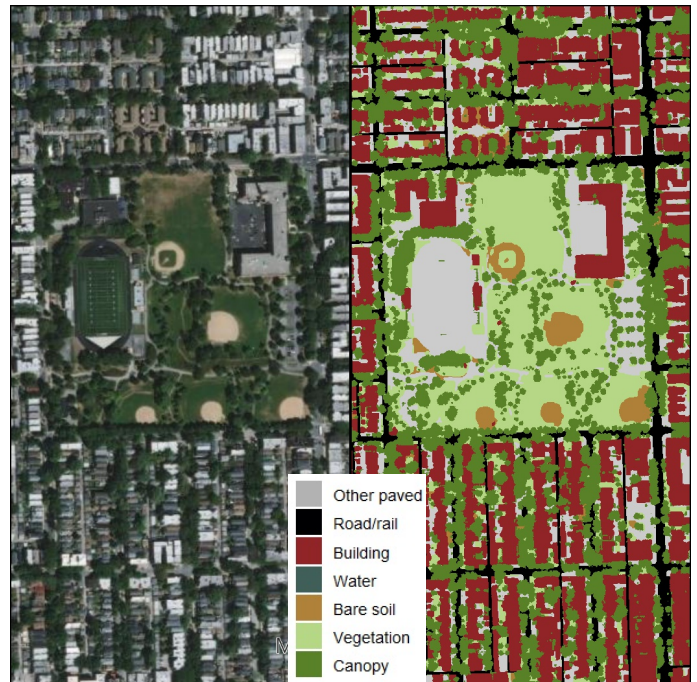 M
Other paved
Road/rail
Building
Water
Bare soil
Vegetation
Canopy